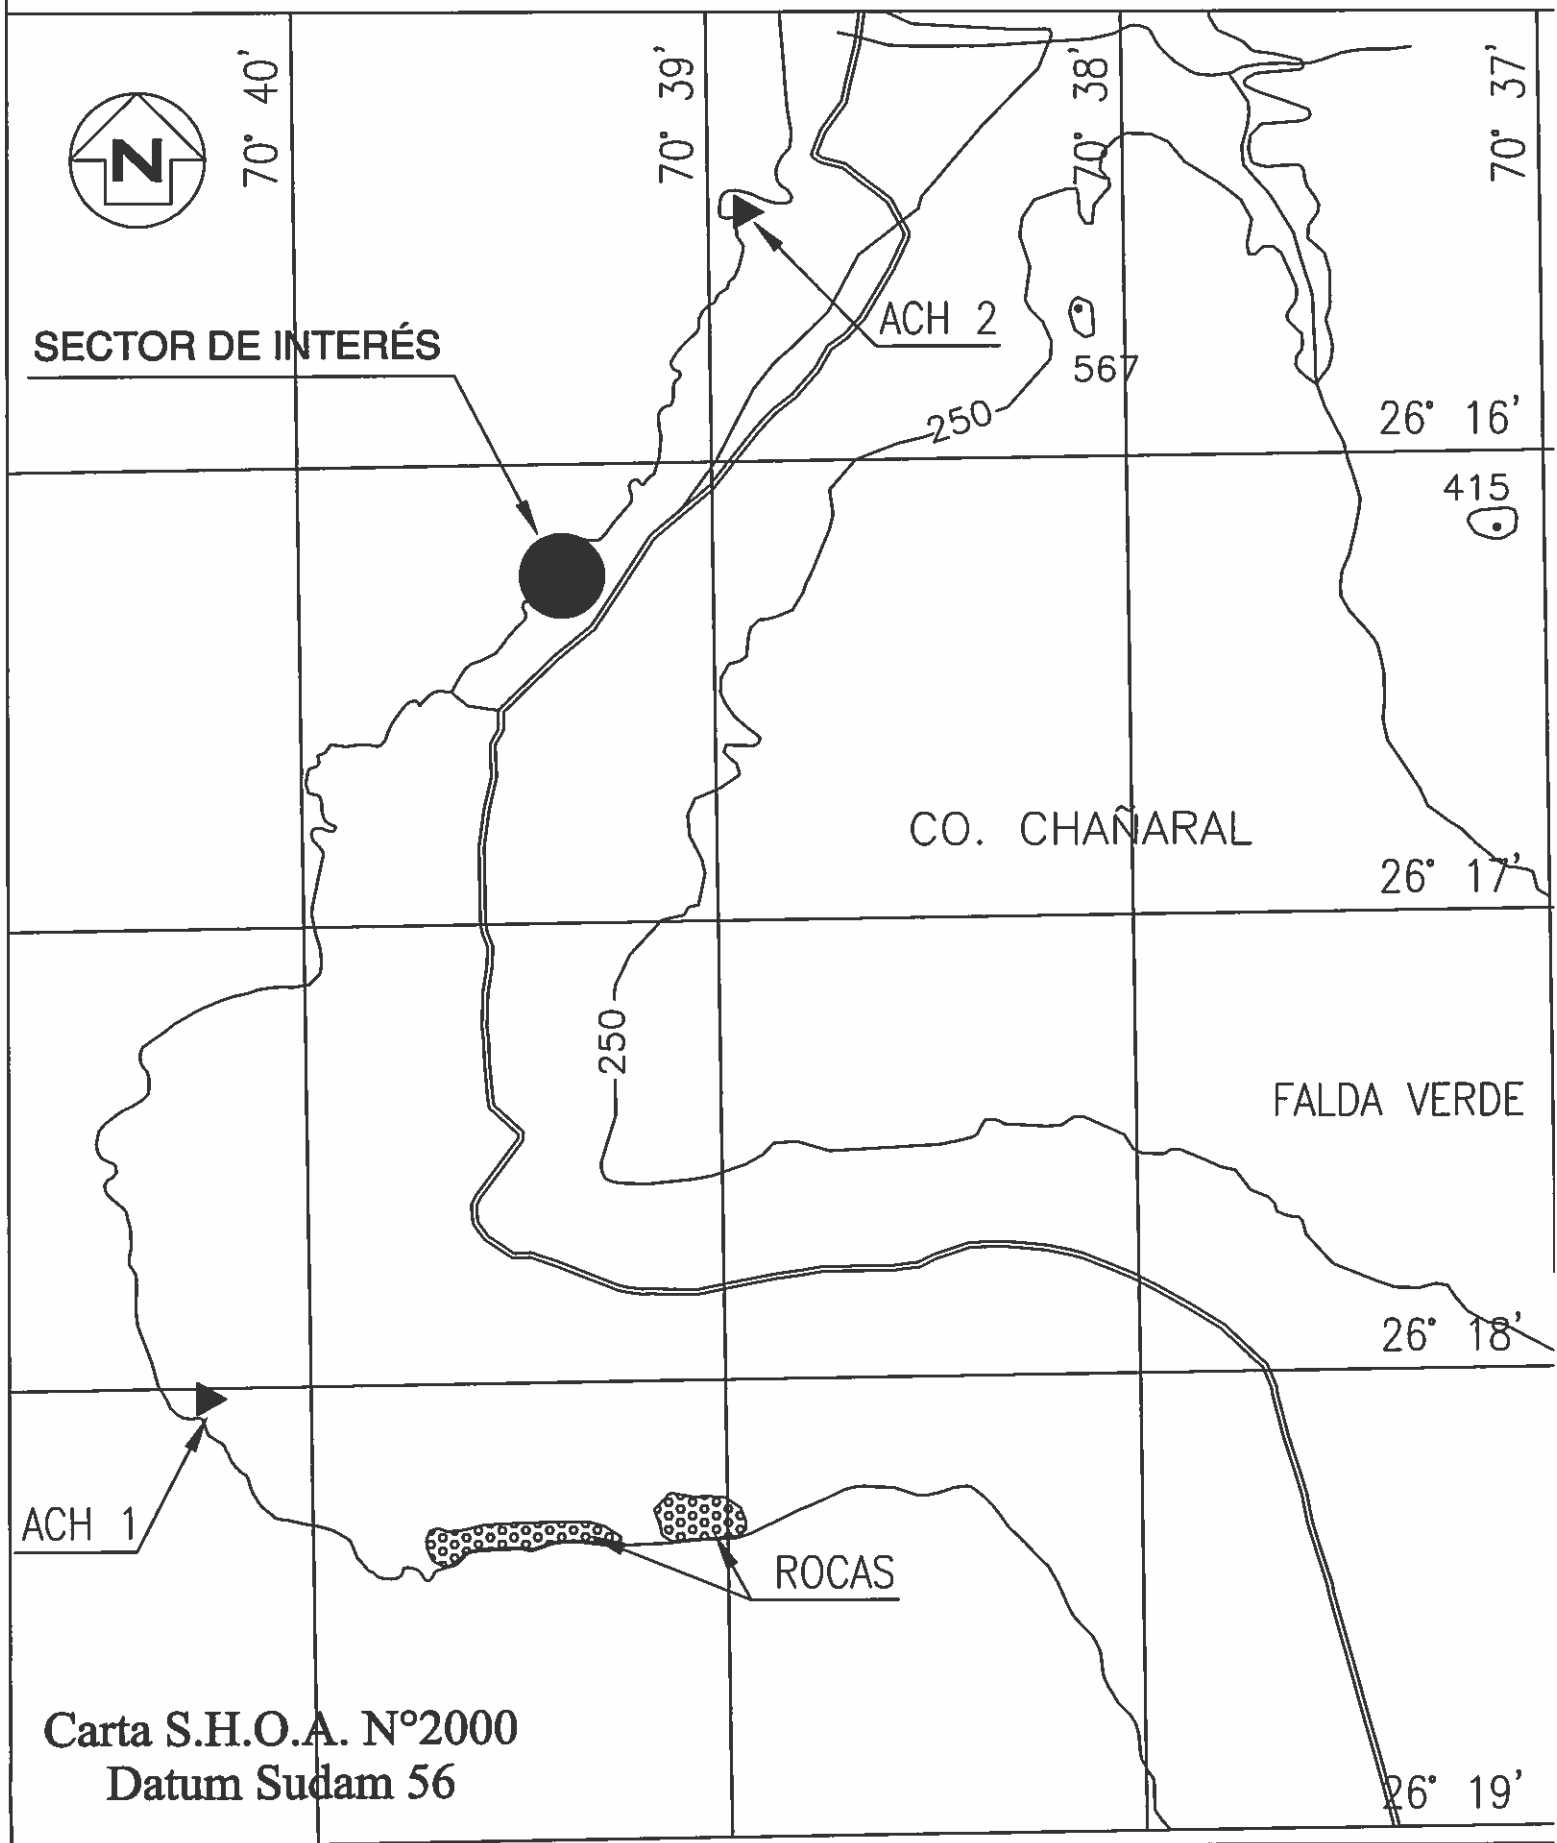 70° 40'
70° 39'
70° 38'
70° 37'
N
ACH 2
SECTOR DE INTERÉS
567
250
26° 16'
415
CO. CHAÑARAL
26° 17'
250
FALDA VERDE
26° 18'
ACH 1
ROCAS
Carta S.H.O.A. N°2000
Datum Sudam 56
26° 19'